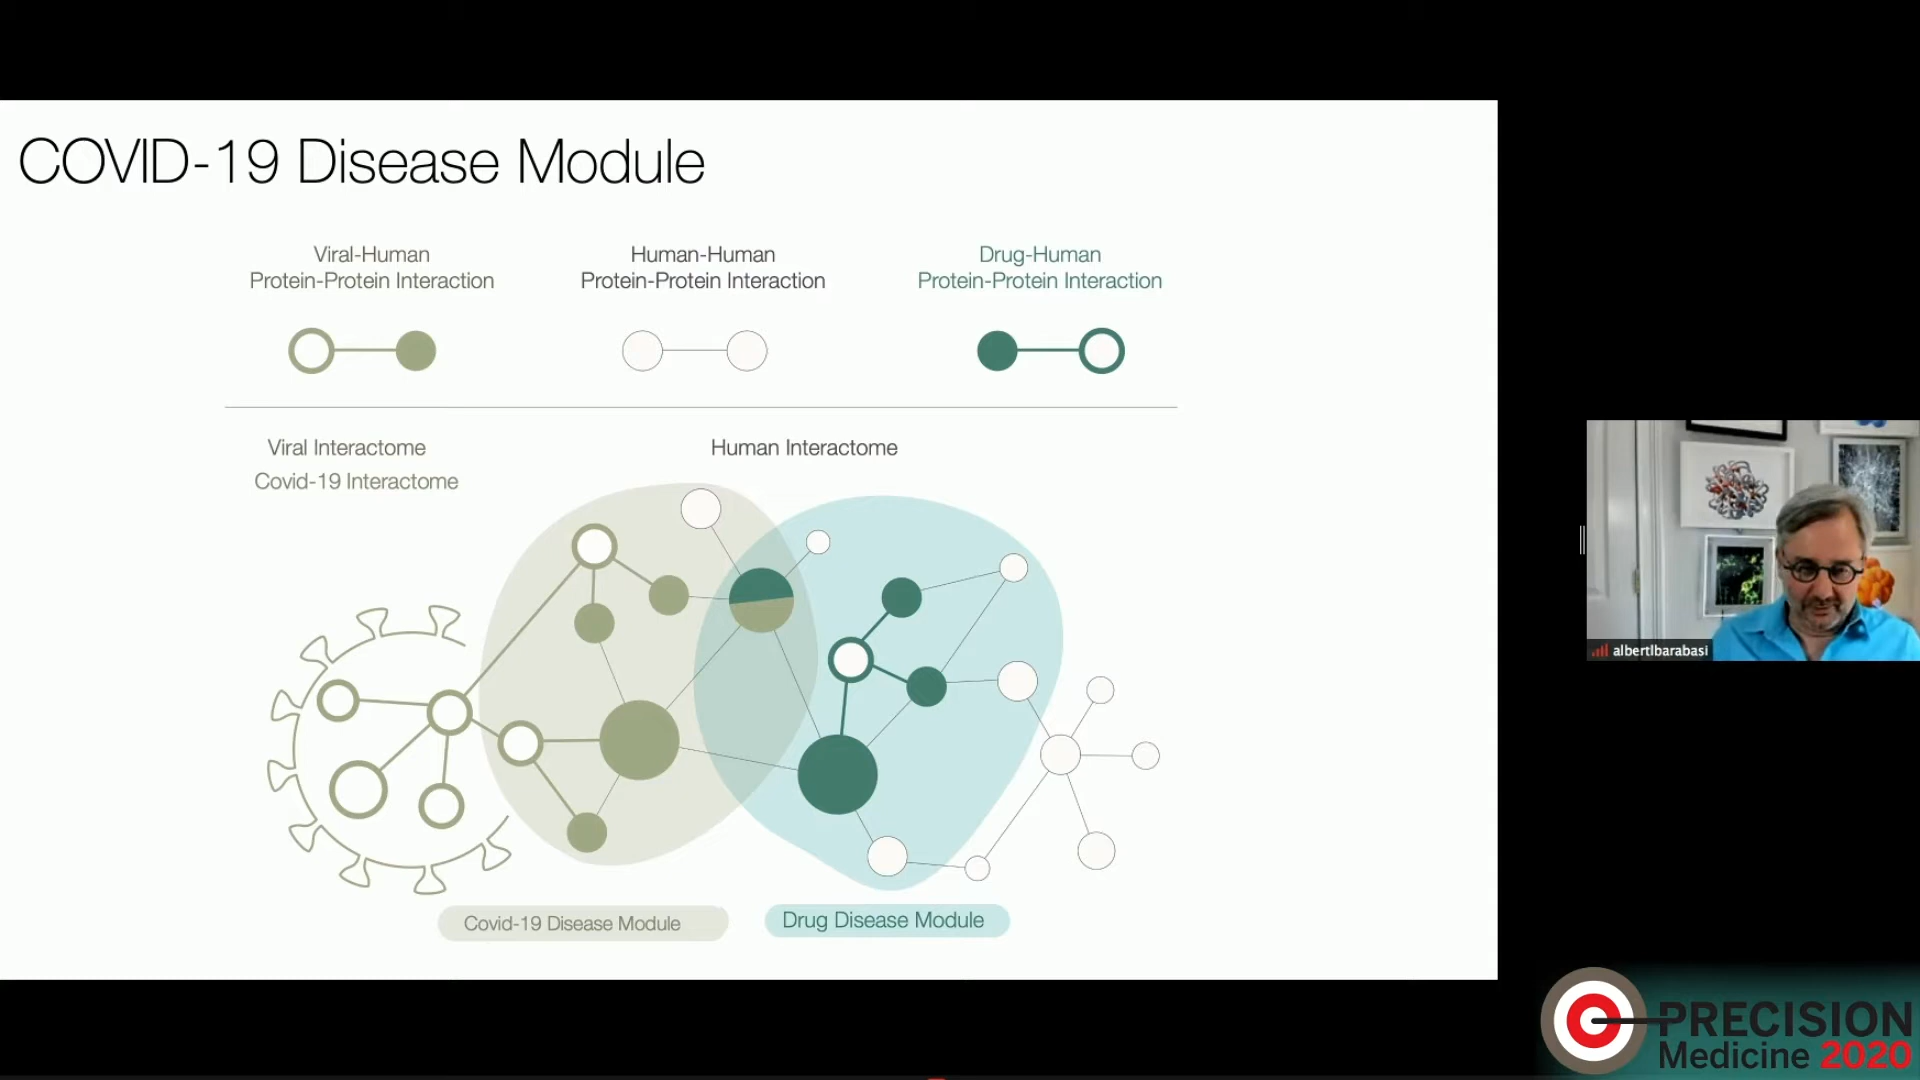 COVID-19 Disease Module
Viral-Human
Protein-Protein Interaction
Human-Human
Protein-Protein Interaction
Drug-Human
Protein-Protein Interaction
Viral Interactome
Covid-19 Interactome
Human Interactome
Covid-19 Disease Module
Drug Disease Module
albertlbarabasi
PRECISION
Medicine 2020